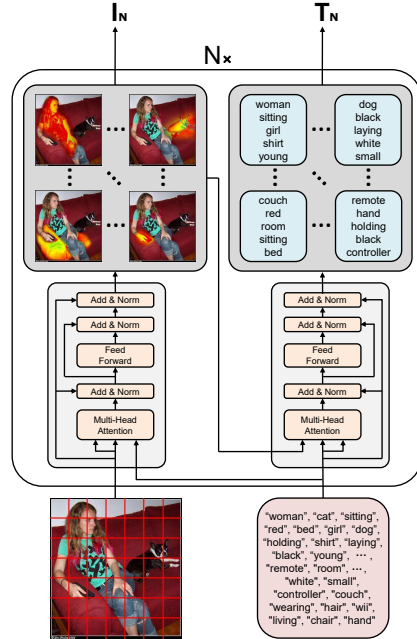 I_N
T_N
N×
woman
sitting
girl
shirt
young
...
dog
black
laying
white
small
couch
red
room
sitting
bed
...
remote
hand
holding
black
controller
Add & Norm
Add & Norm
Feed
Forward
Add & Norm
Multi-Head
Attention
Add & Norm
Add & Norm
Feed
Forward
Add & Norm
Multi-Head
Attention
"woman", "cat", "sitting",
"red", "bed", "girl", "dog",
"holding", "shirt", "laying",
"black", "young", ... ,
"remote", "room", ... ,
"white", "small",
"controller", "couch",
"wearing", "hair", "wii"
"living", "chair", "hand"